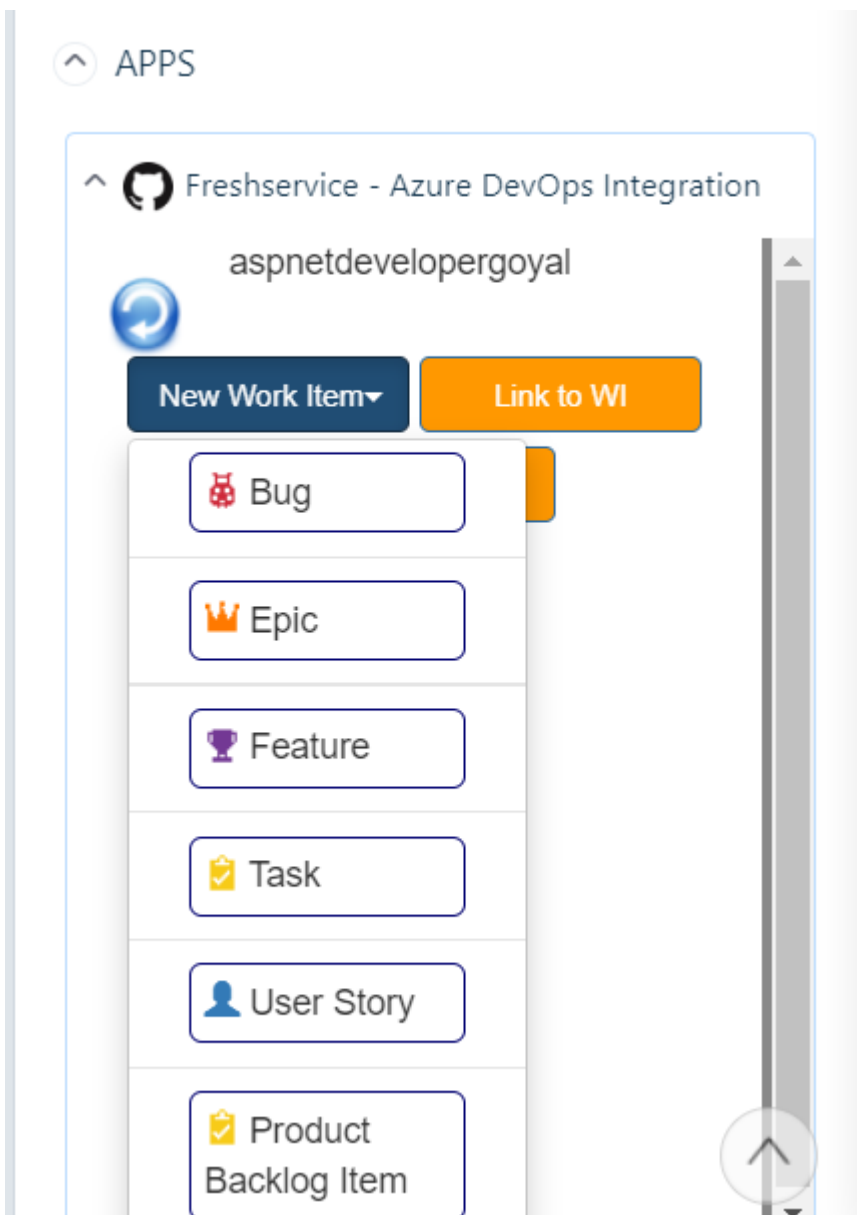 APPS
Freshservice - Azure DevOps Integration
aspnetdevelopergoyal
New Work Item
Link to WI
Bug
Epic
Feature
Task
User Story
Product
Backlog Item